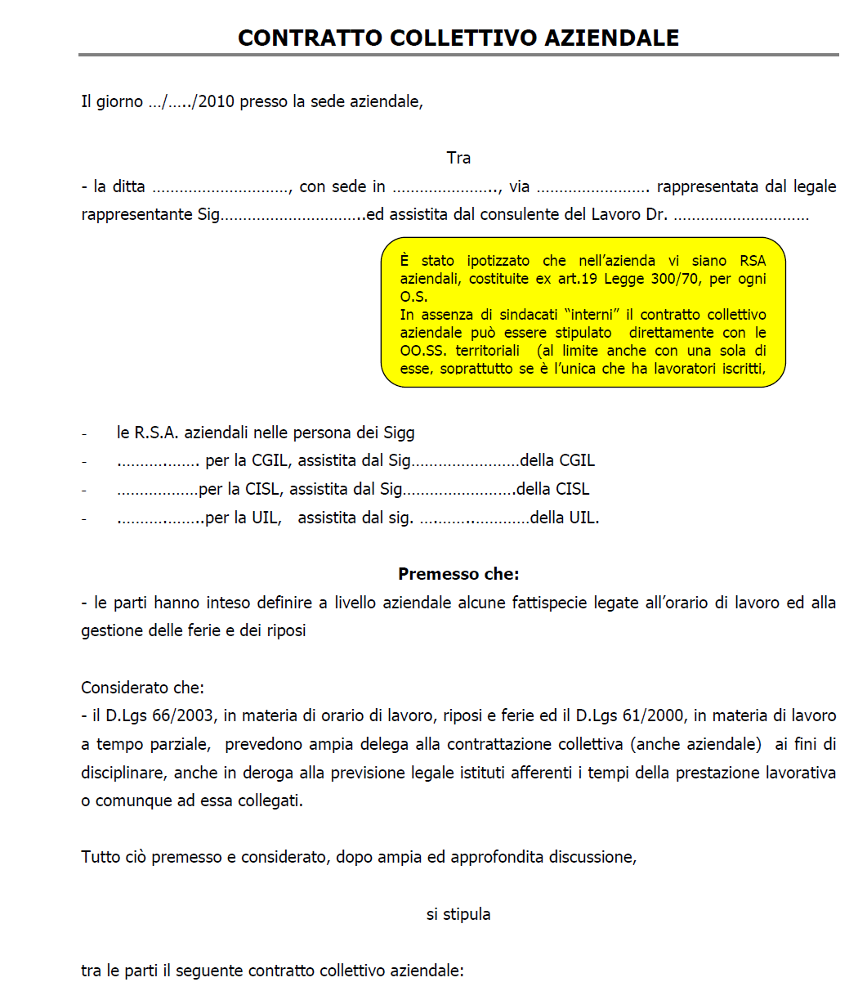 CONTRATTO COLLETTIVO AZIENDALE
Il giorno …/…../2010 presso la sede aziendale,
Tra
- la ditta …………………………, con sede in ………………….., via ……………………. rappresentata dal legale
rappresentante Sig…………………………..ed assistita dal consulente del Lavoro Dr. …………………………
È stato ipotizzato che nell’azienda vi siano RSA
aziendali, costituite ex art.19 Legge 300/70, per ogni
O.S.
In assenza di sindacati “interni” il contratto collettivo
aziendale può essere stipulato direttamente con le
OO.SS. territoriali (al limite anche con una sola di
esse, soprattutto se è l’unica che ha lavoratori iscritti,
- le R.S.A. aziendali nelle persona dei Sigg
- ……….……. per la CGIL, assistita dal Sig……………………della CGIL
- ………………per la CISL, assistita dal Sig…………………….della CISL
- ……….……..per la UIL, assistita dal sig. ….……..…………della UIL.
Premesso che:
- le parti hanno inteso definire a livello aziendale alcune fattispecie legate all’orario di lavoro ed alla
gestione delle ferie e dei riposi
Considerato che:
- il D.Lgs 66/2003, in materia di orario di lavoro, riposi e ferie ed il D.Lgs 61/2000, in materia di lavoro
a tempo parziale, prevedono ampia delega alla contrattazione collettiva (anche aziendale) ai fini di
disciplinare, anche in deroga alla previsione legale istituti afferenti i tempi della prestazione lavorativa
o comunque ad essa collegati.
Tutto ciò premesso e considerato, dopo ampia ed approfondita discussione,
si stipula
tra le parti il seguente contratto collettivo aziendale: